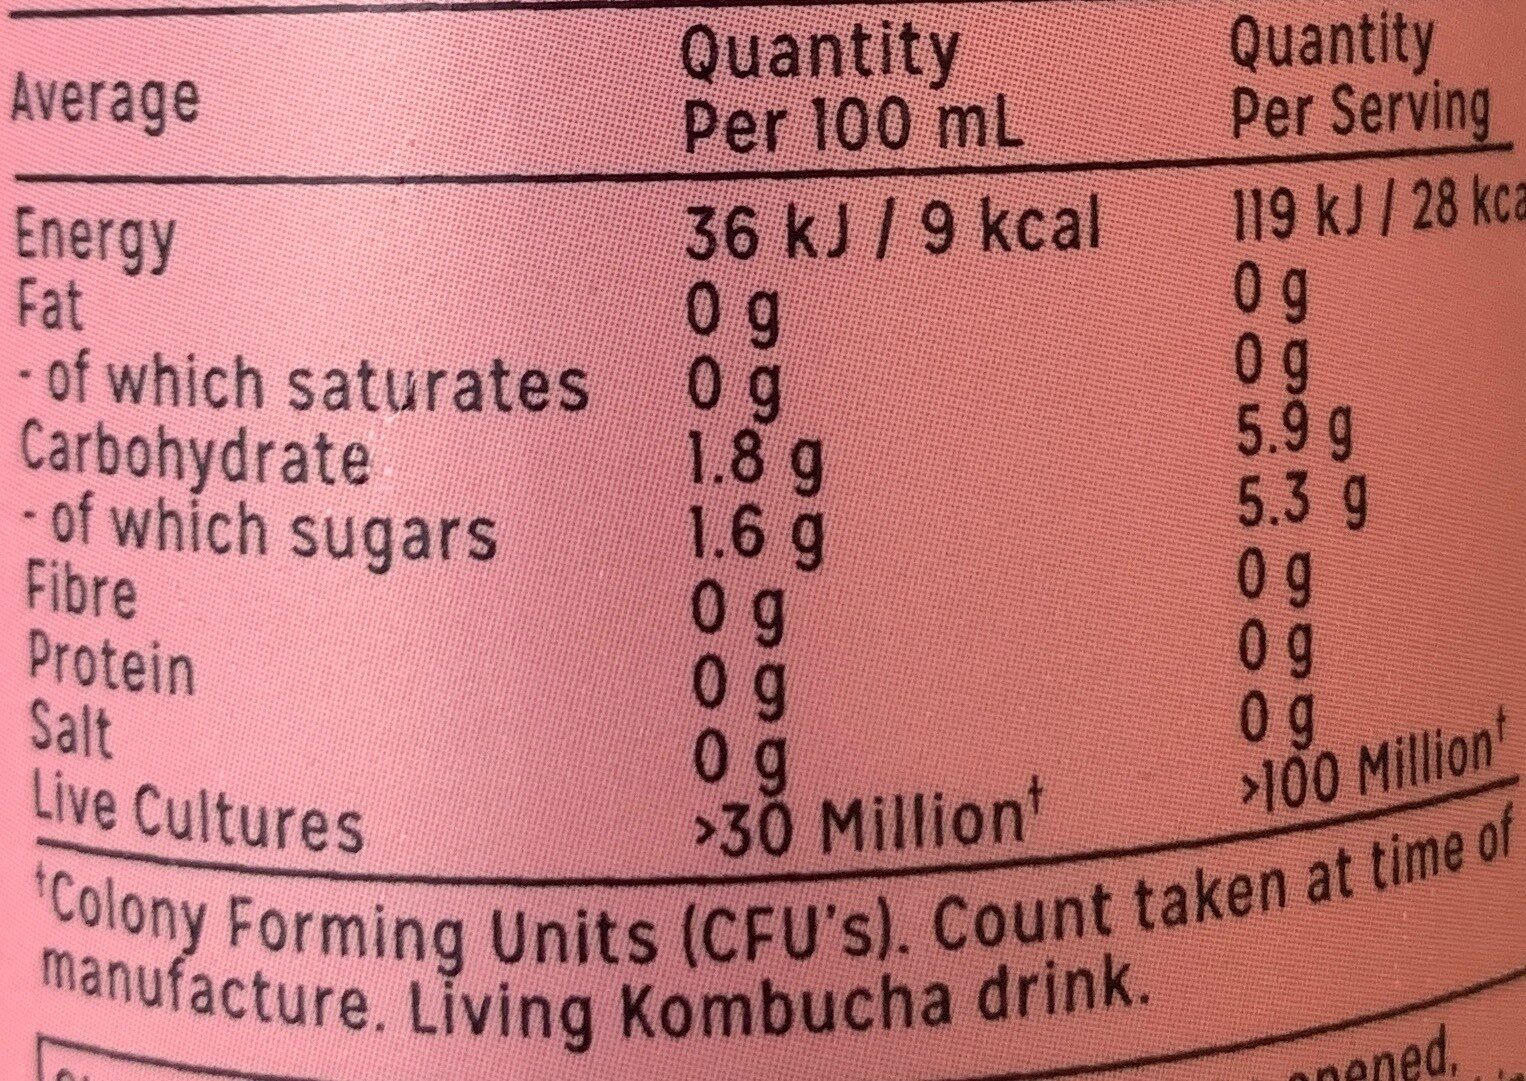 Average Quantity Per 100 mL Quantity Per Serving
Energy 36 kJ / 9 kcal 119 kJ / 28 kca
Fat 0 g 0 g
- of which saturates 0 g 0 g
Carbohydrate 1.8 g 5.9 g
- of which sugars 1.6 g 5.3 g
Fibre 0 g 0 g
Protein 0 g 0 g
Salt 0 g 0 g
Live Cultures >30 Million† >100 Million†
†Colony Forming Units (CFU's). Count taken at time of
manufacture. Living Kombucha drink.
opened,